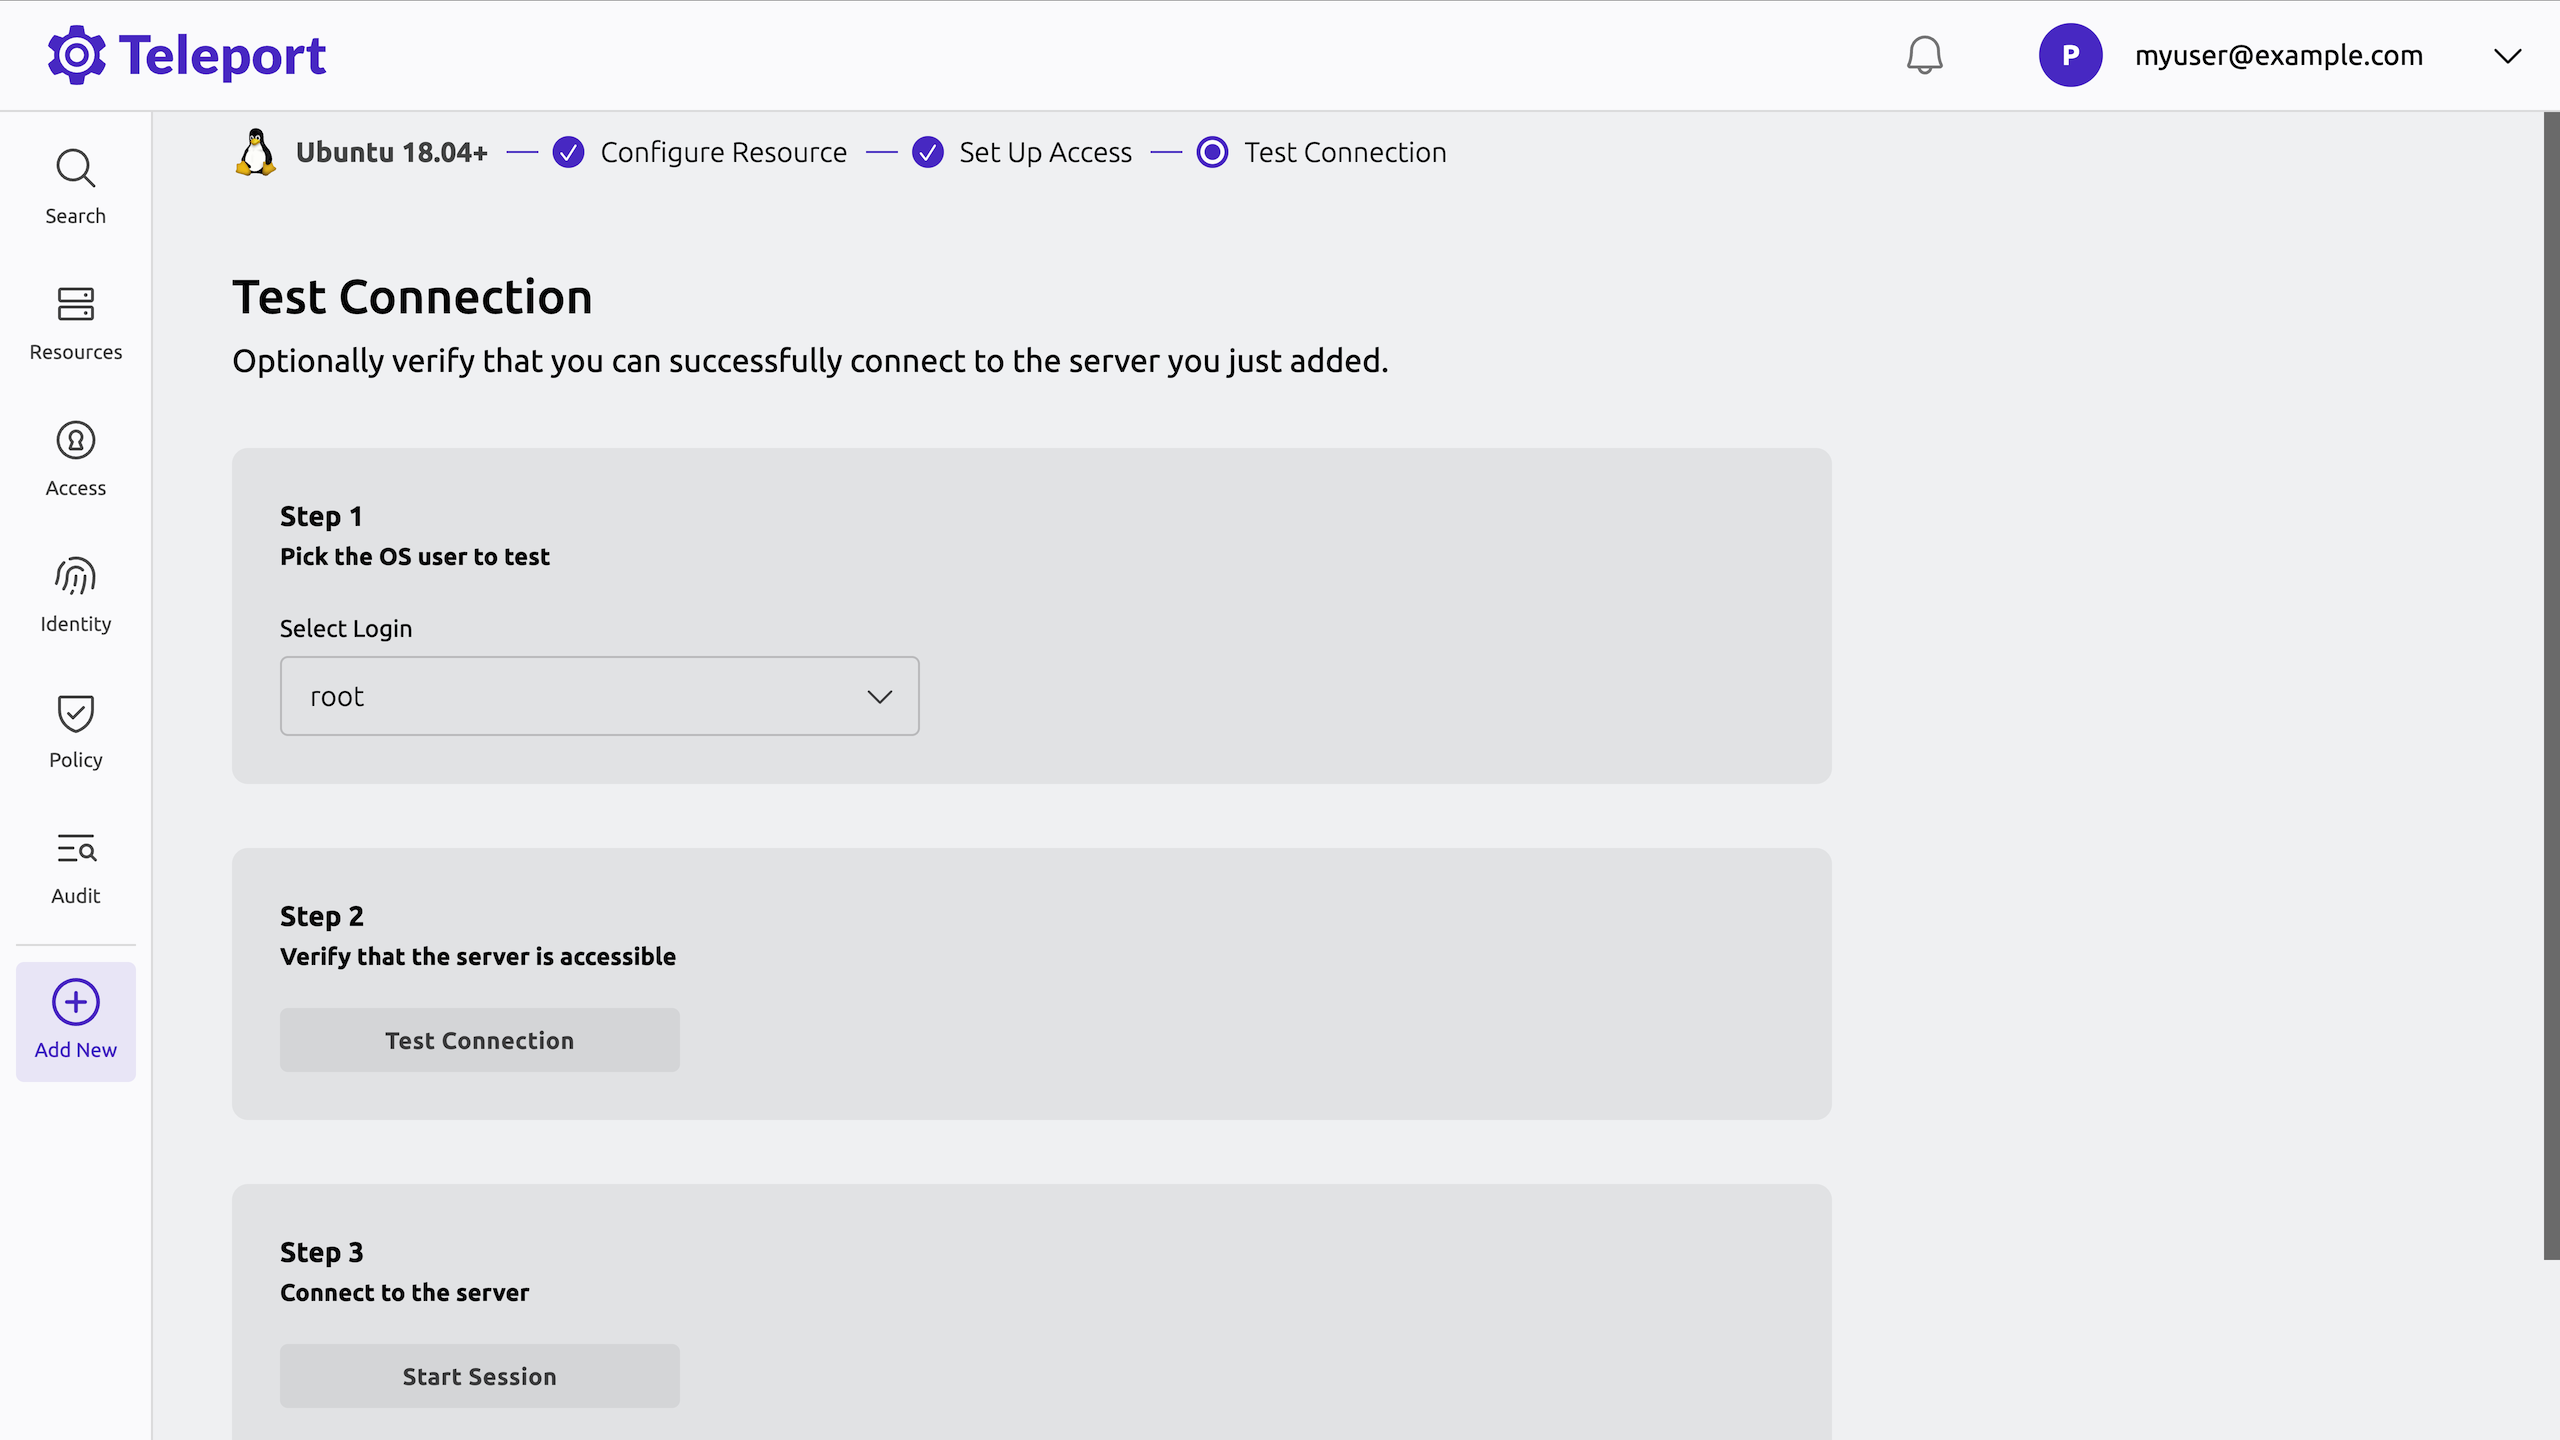 Teleport
P
myuser@example.com
Search
Resources
Access
Identity
Policy
Audit
Add New
Ubuntu 18.04+
Configure Resource
Set Up Access
Test Connection
Test Connection
Optionally verify that you can successfully connect to the server you just added.
Step 1
Pick the OS user to test
Select Login
root
Step 2
Verify that the server is accessible
Test Connection
Step 3
Connect to the server
Start Session